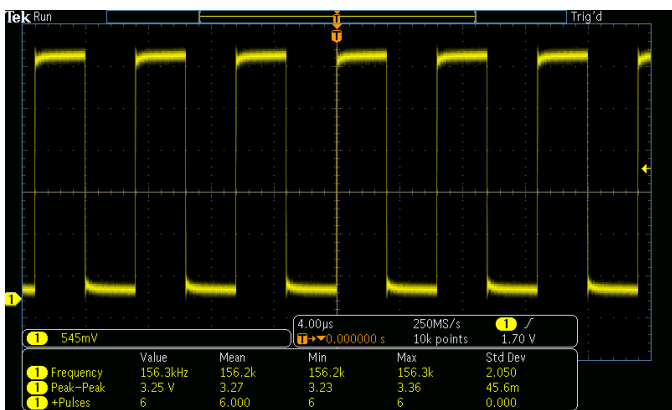 Tek Run Trig'd
T
T
1
1 545mV
4.00µs 250MS/s 1 ∫
T→▼0.000000 s 10k points 1.70 V
Value Mean Min Max Std Dev
1 Frequency 156.3kHz 156.2k 156.2k 156.3k 2.050
1 Peak-Peak 3.25 V 3.27 3.23 3.36 45.6m
1 +Pulses 6 6.000 6 6 0.000